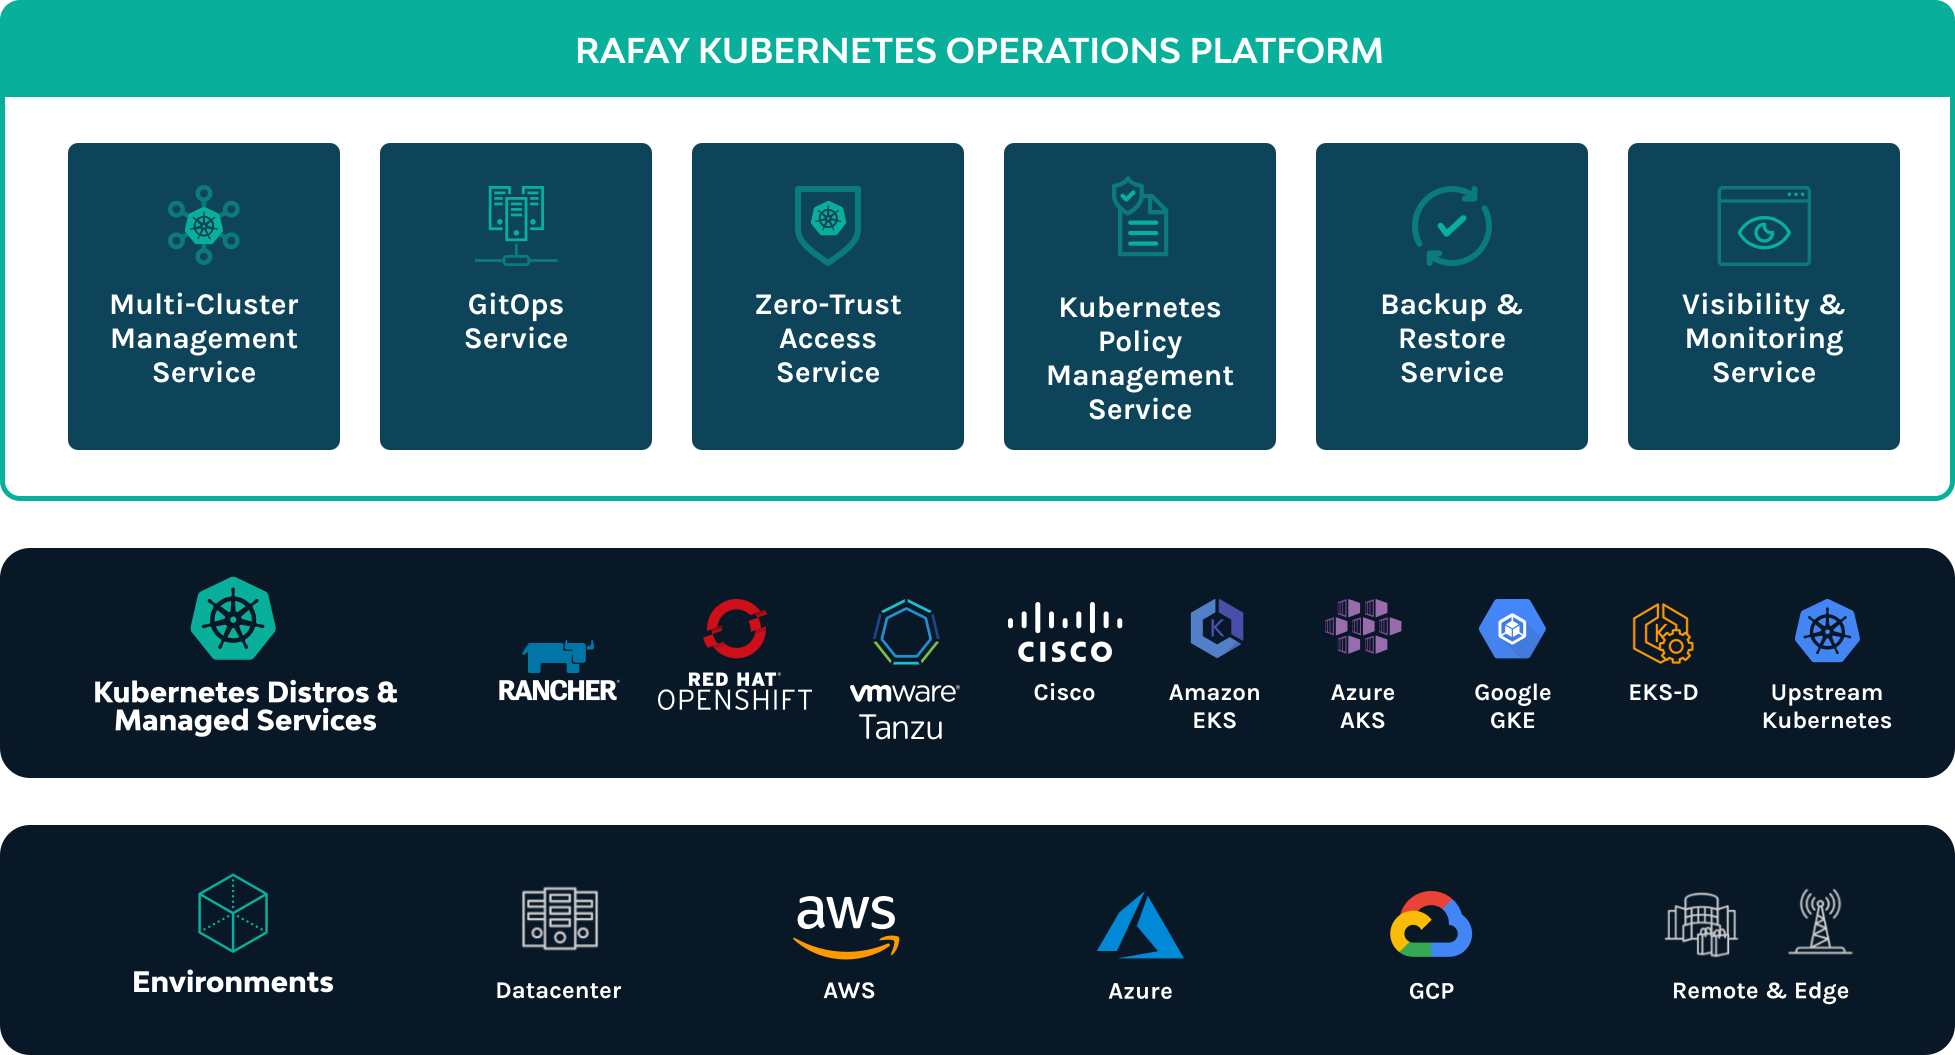 RAFAY KUBERNETES OPERATIONS PLATFORM
Multi-Cluster
Management
Service
GitOps
Service
Zero-Trust
Access
Service
Kubernetes
Policy
Management
Service
Backup &
Restore
Service
Visibility &
Monitoring
Service
Kubernetes Distros &
Managed Services
RANCHER®
RED HAT®
OPENSHIFT
vmware®
Tanzu
CISCO
Cisco
K
Amazon
EKS
Azure
AKS
Google
GKE
K
EKS-D
Upstream
Kubernetes
Environments
Datacenter
aws
AWS
Azure
GCP
Remote & Edge